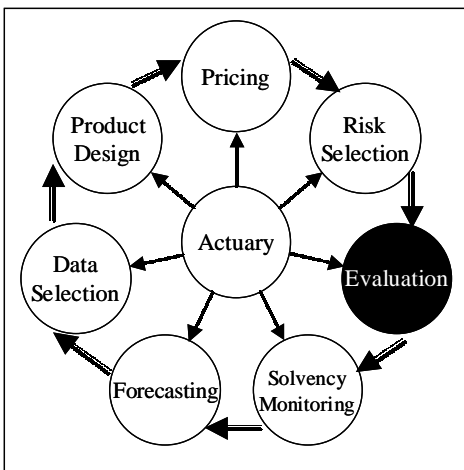 Pricing
Risk
Selection
Evaluation
Solvency
Monitoring
Forecasting
Data
Selection
Product
Design
Actuary